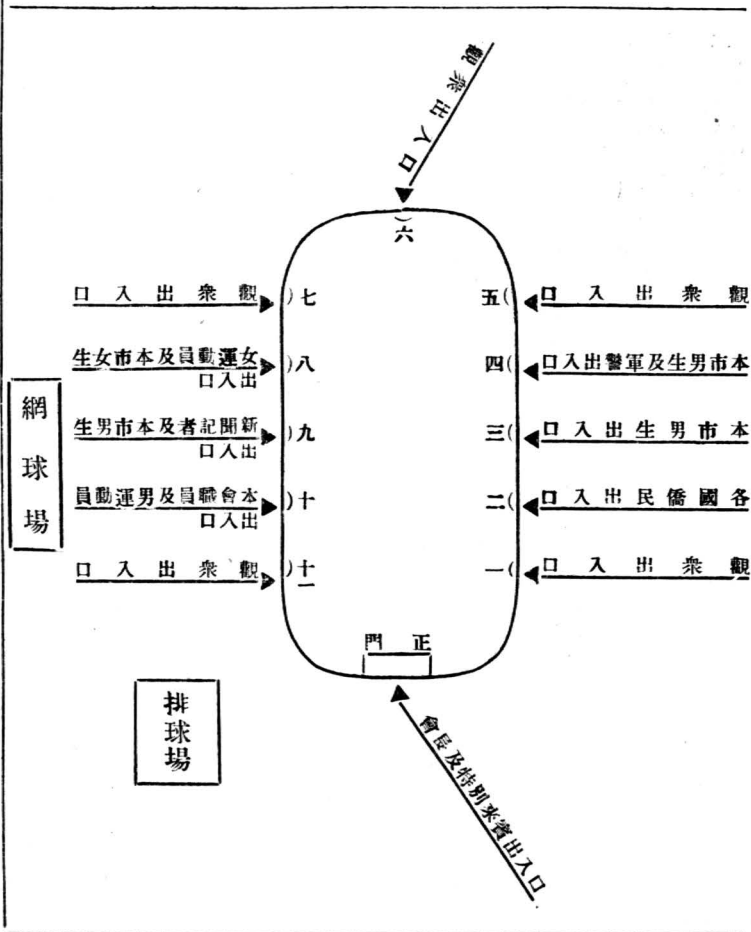 觀衆出入口
六
五
觀衆出入口
四
本市男生及軍警出入口
三
本市男生出入口
二
各國僑民出入口
一
觀衆出入口
七
觀衆出入口
八
女運動員及本市女生
出入口
九
新聞記者及本市男生
出入口
十
本會職員及男運動員
出入口
十一
觀衆出入口
正門
會長及特別來賓出入口
網球場
排球場